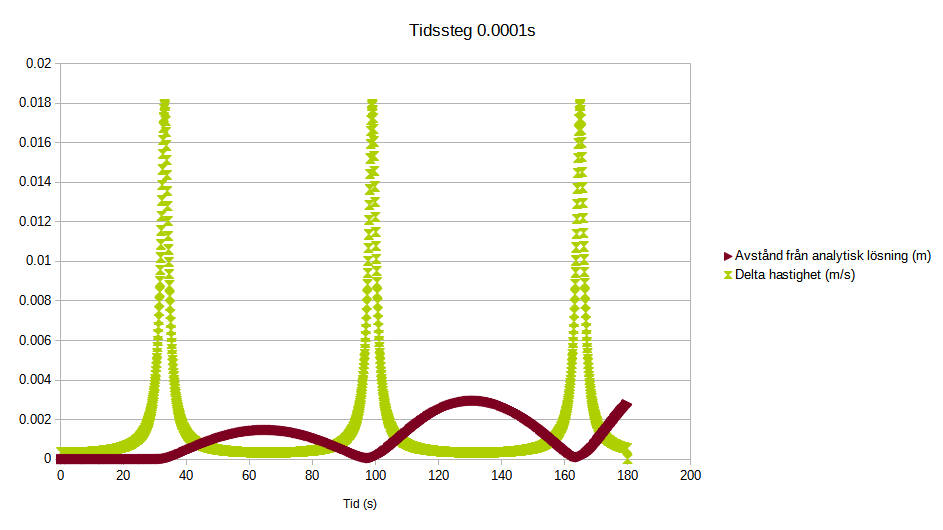 Tidssteg 0.0001s
0.02
0.018
0.016
0.014
0.012
0.01
0.008
0.006
0.004
0.002
0
0 20 40 60 80 100 120 140 160 180 200
Tid (s)
Avstånd från analytisk lösning (m)
Delta hastighet (m/s)